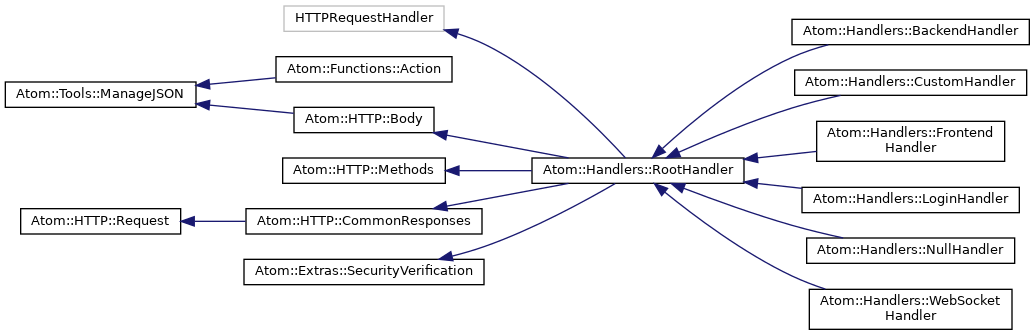 HTTPRequestHandler
Atom::Functions::Action
Atom::Tools::ManageJSON
Atom::HTTP::Body
Atom::HTTP::Methods
Atom::HTTP::Request
Atom::HTTP::CommonResponses
Atom::Extras::SecurityVerification
Atom::Handlers::RootHandler
Atom::Handlers::BackendHandler
Atom::Handlers::CustomHandler
Atom::Handlers::Frontend
Handler
Atom::Handlers::LoginHandler
Atom::Handlers::NullHandler
Atom::Handlers::WebSocket
Handler